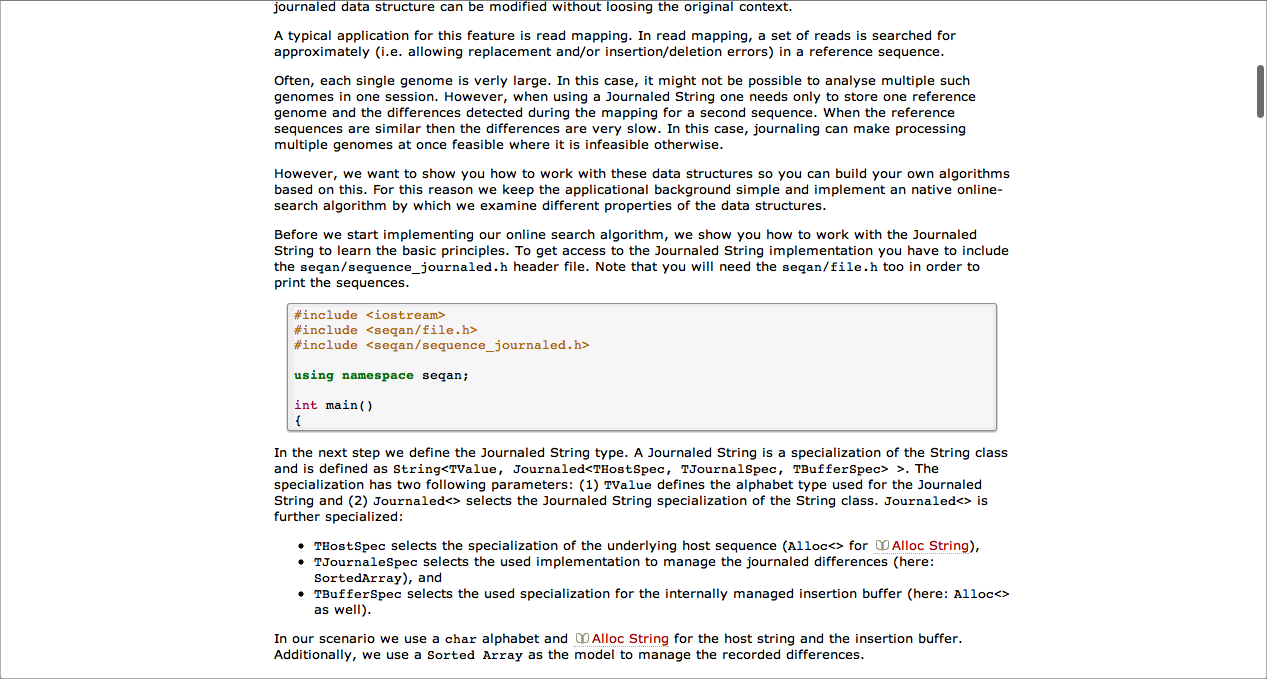 journaled data structure can be modified without loosing the original context.
A typical application for this feature is read mapping. In read mapping, a set of reads is searched for
approximately (i.e. allowing replacement and/or insertion/deletion errors) in a reference sequence.
Often, each single genome is verly large. In this case, it might not be possible to analyse multiple such
genomes in one session. However, when using a Journaled String one needs only to store one reference
genome and the differences detected during the mapping for a second sequence. When the reference
sequences are similar then the differences are very slow. In this case, journaling can make processing
multiple genomes at once feasible where it is infeasible otherwise.
However, we want to show you how to work with these data structures so you can build your own algorithms
based on this. For this reason we keep the applicational background simple and implement an native online-
search algorithm by which we examine different properties of the data structures.
Before we start implementing our online search algorithm, we show you how to work with the Journaled
String to learn the basic principles. To get access to the Journaled String implementation you have to include
the seqan/sequence_journaled.h header file. Note that you will need the seqan/file.h too in order to
print the sequences.
#include <iostream>
#include <seqan/file.h>
#include <seqan/sequence_journaled.h>
using namespace seqan;
int main()
{
In the next step we define the Journaled String type. A Journaled String is a specialization of the String class
and is defined as String<TValue, Journaled<THostSpec, TJournalSpec, TBufferSpec> >. The
specialization has two following parameters: (1) TValue defines the alphabet type used for the Journaled
String and (2) Journaled<> selects the Journaled String specialization of the String class. Journaled<> is
further specialized:
• THostSpec selects the specialization of the underlying host sequence (Alloc<> for Alloc String),
• TJournaleSpec selects the used implementation to manage the journaled differences (here:
SortedArray), and
• TBufferSpec selects the used specialization for the internally managed insertion buffer (here: Alloc<>
as well).
In our scenario we use a char alphabet and Alloc String for the host string and the insertion buffer.
Additionally, we use a Sorted Array as the model to manage the recorded differences.